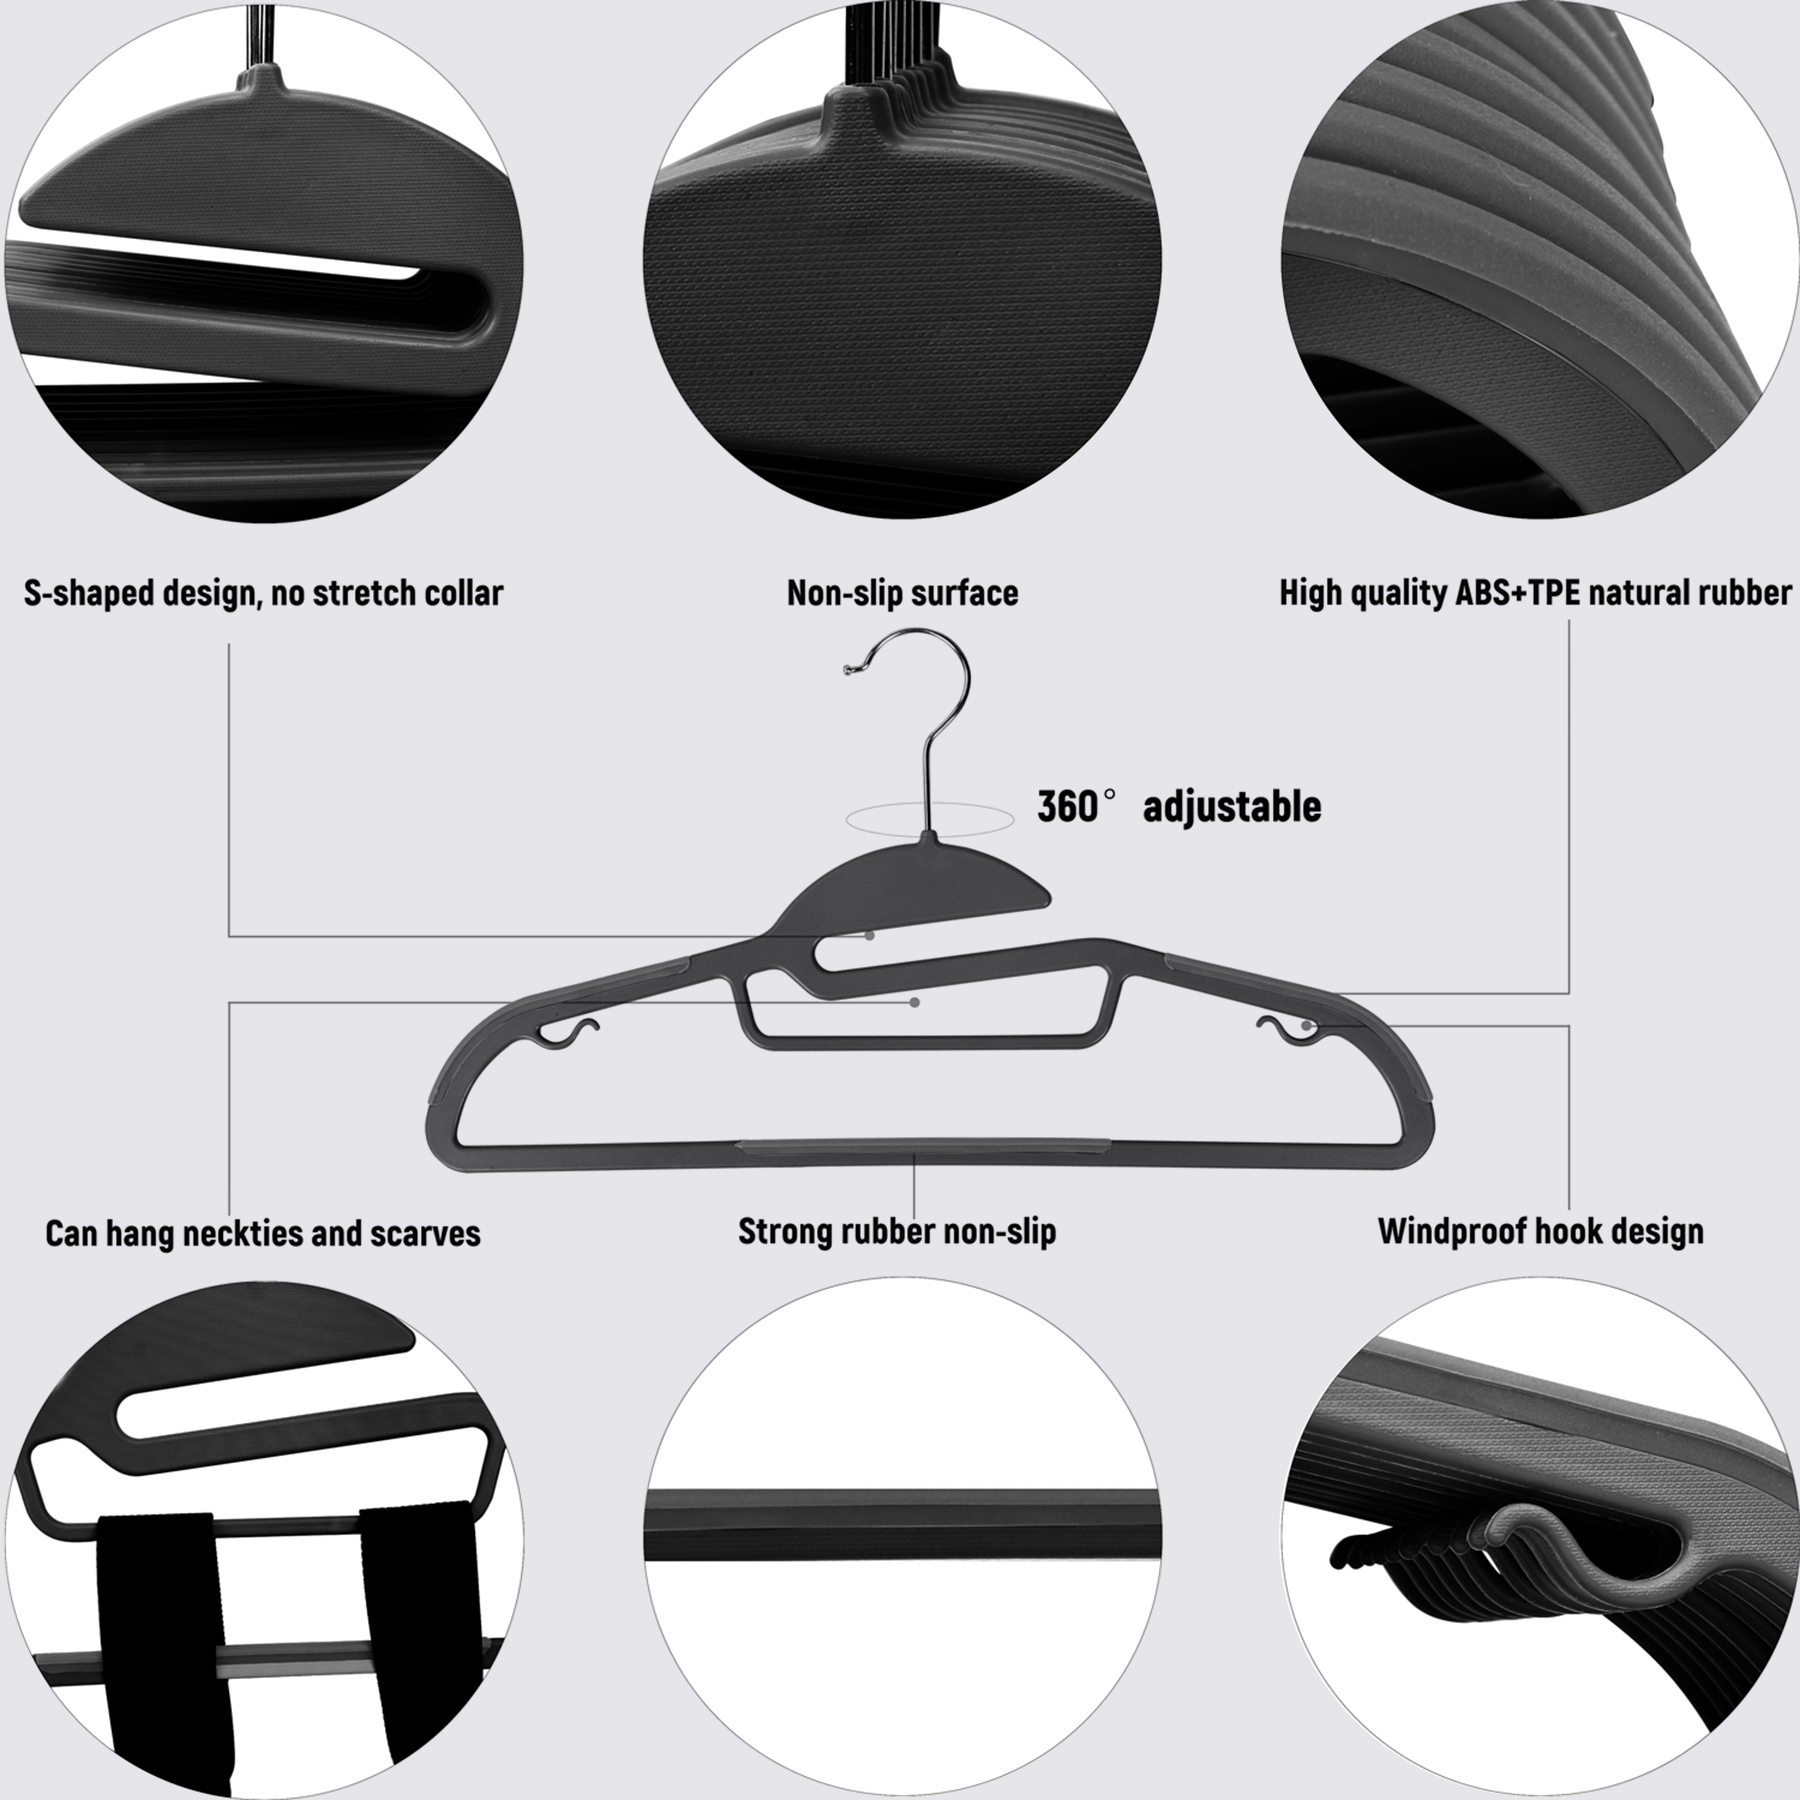 S-shaped design, no stretch collar
Non-slip surface
High quality ABS+TPE natural rubber
360° adjustable
Can hang neckties and scarves
Strong rubber non-slip
Windproof hook design